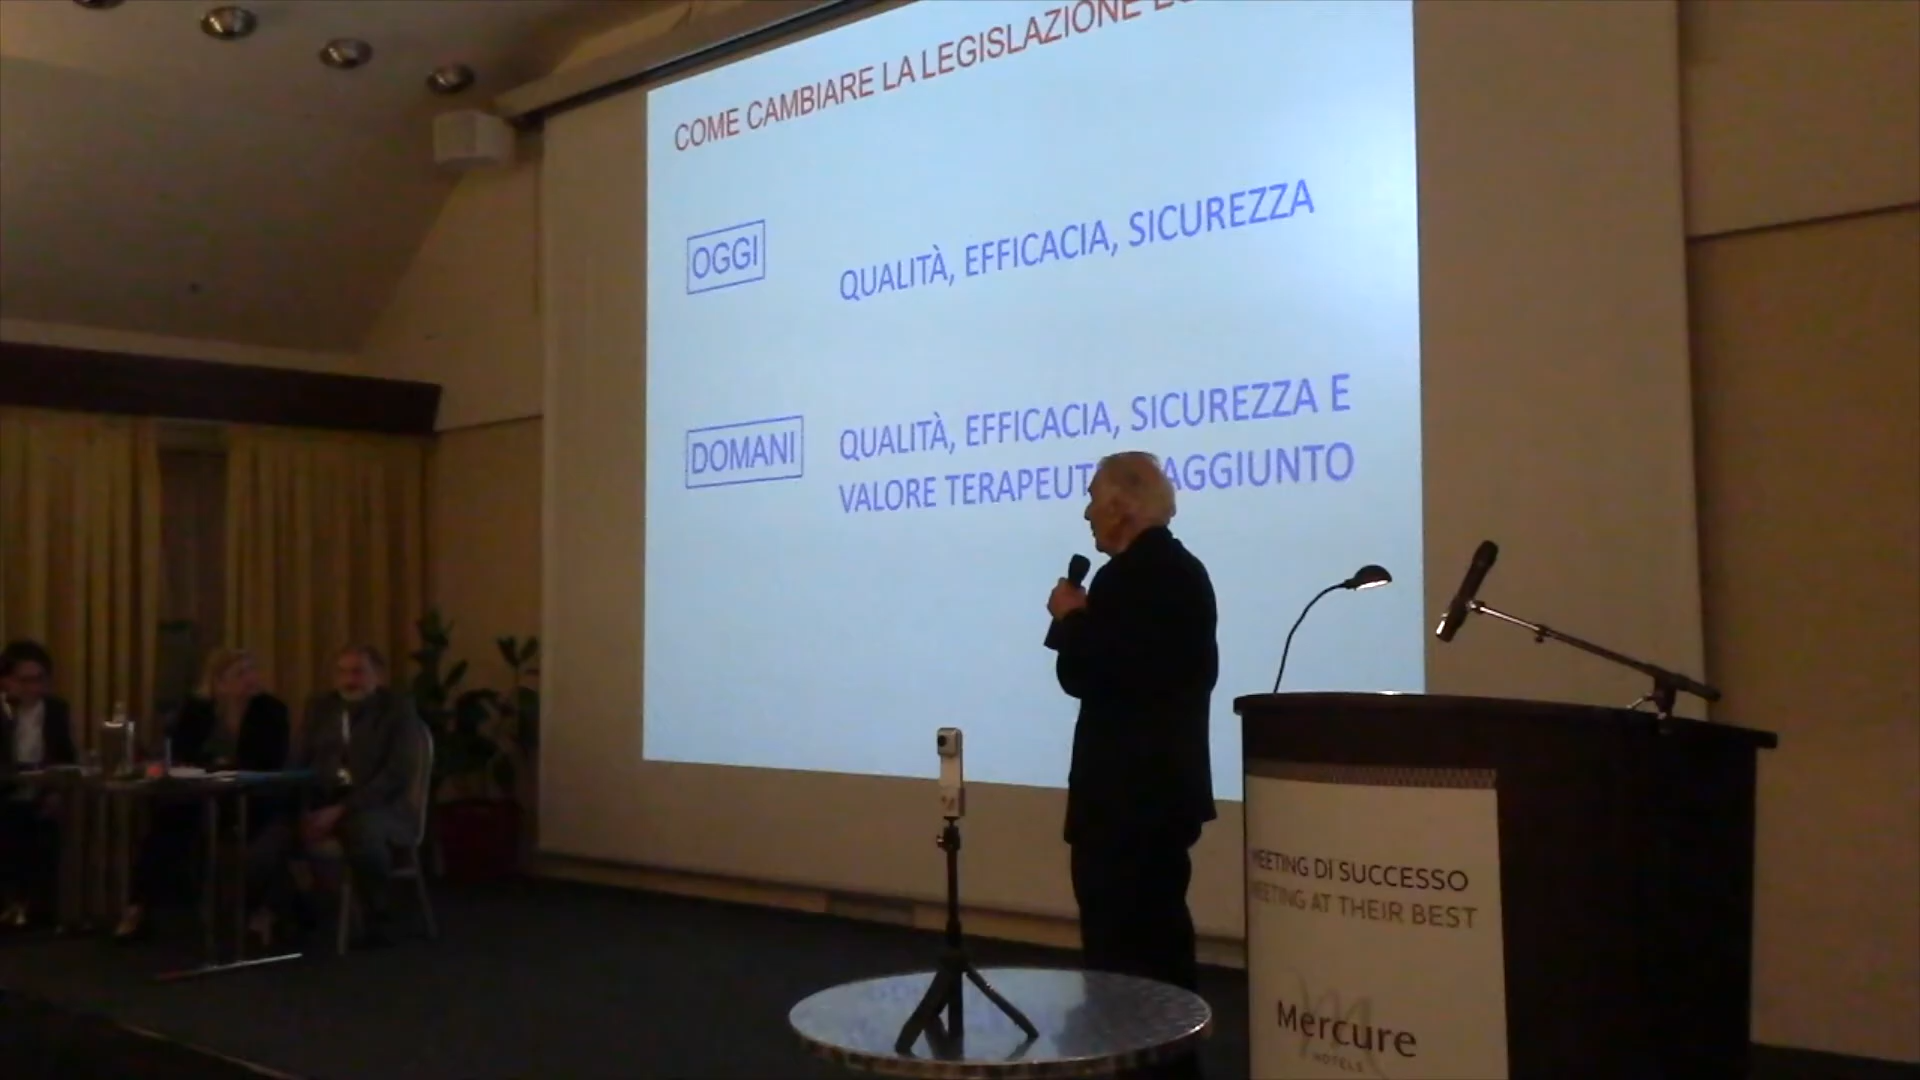 COME CAMBIARE LA LEGISLAZIONE
OGGI
QUALITÀ, EFFICACIA, SICUREZZA
DOMANI
QUALITÀ, EFFICACIA, SICUREZZA E
VALORE AGGIUNTO
MEETING DI SUCCESSO
MEETING AT THEIR BEST
Mercure
HOTELS